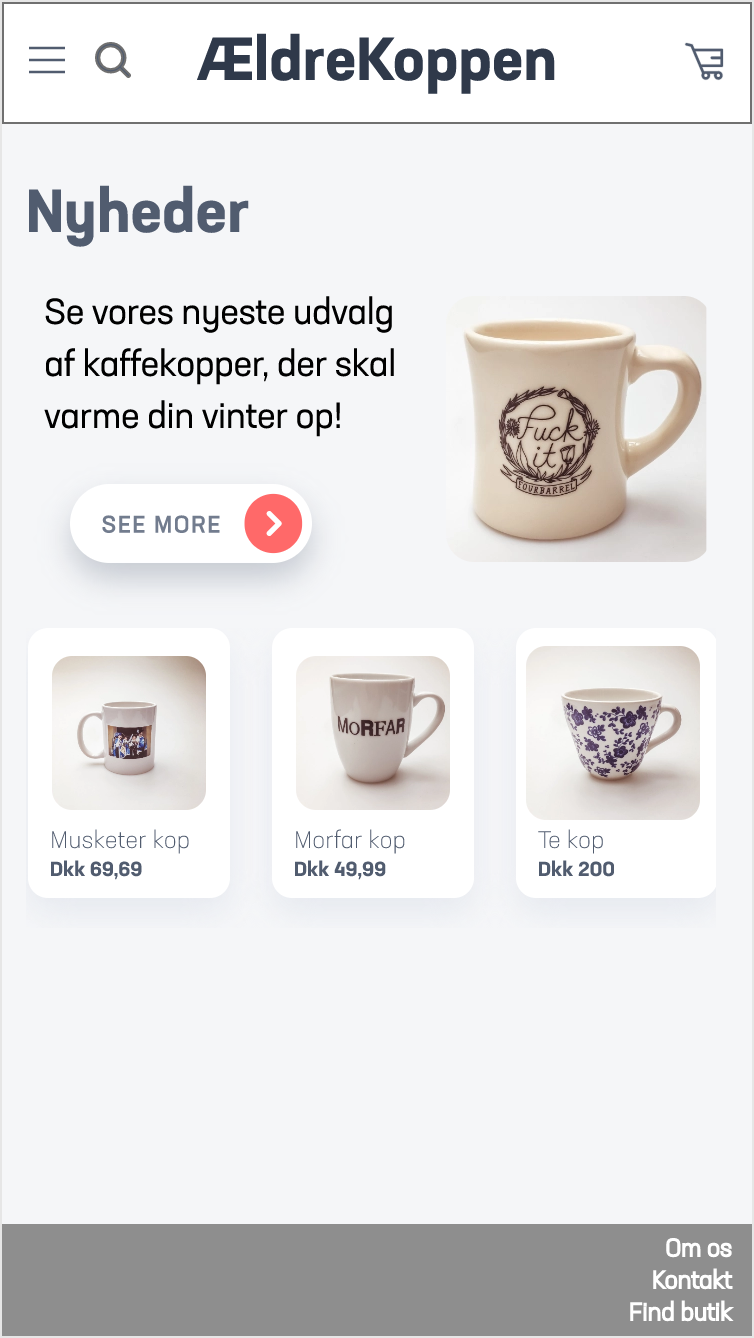 ÆldreKoppen
Nyheder
Se vores nyeste udvalg
af kaffekopper, der skal
varme din vinter op!
SEE MORE
Fuck
it
FOURBARREL
MoRFAR
Musketer kop
Dkk 69,69
Morfar kop
Dkk 49,99
Te kop
Dkk 200
Om os
Kontakt
Find butik